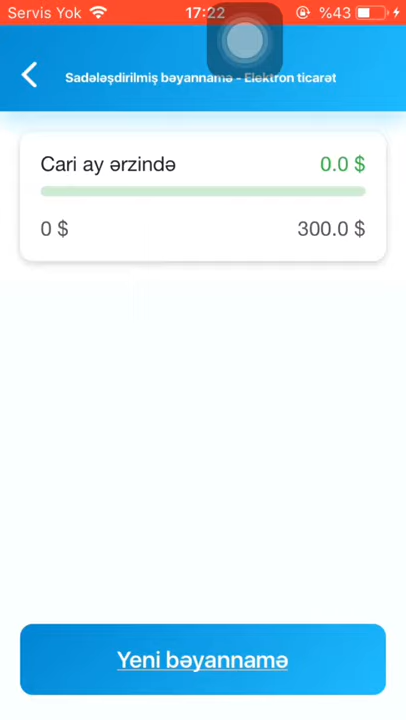 Servis Yok 17:22 %43
Sadələşdirilmiş bəyannamə - Elektron ticarət
Cari ay ərzində 0.0 $
0 $ 300.0 $
Yeni bəyannamə